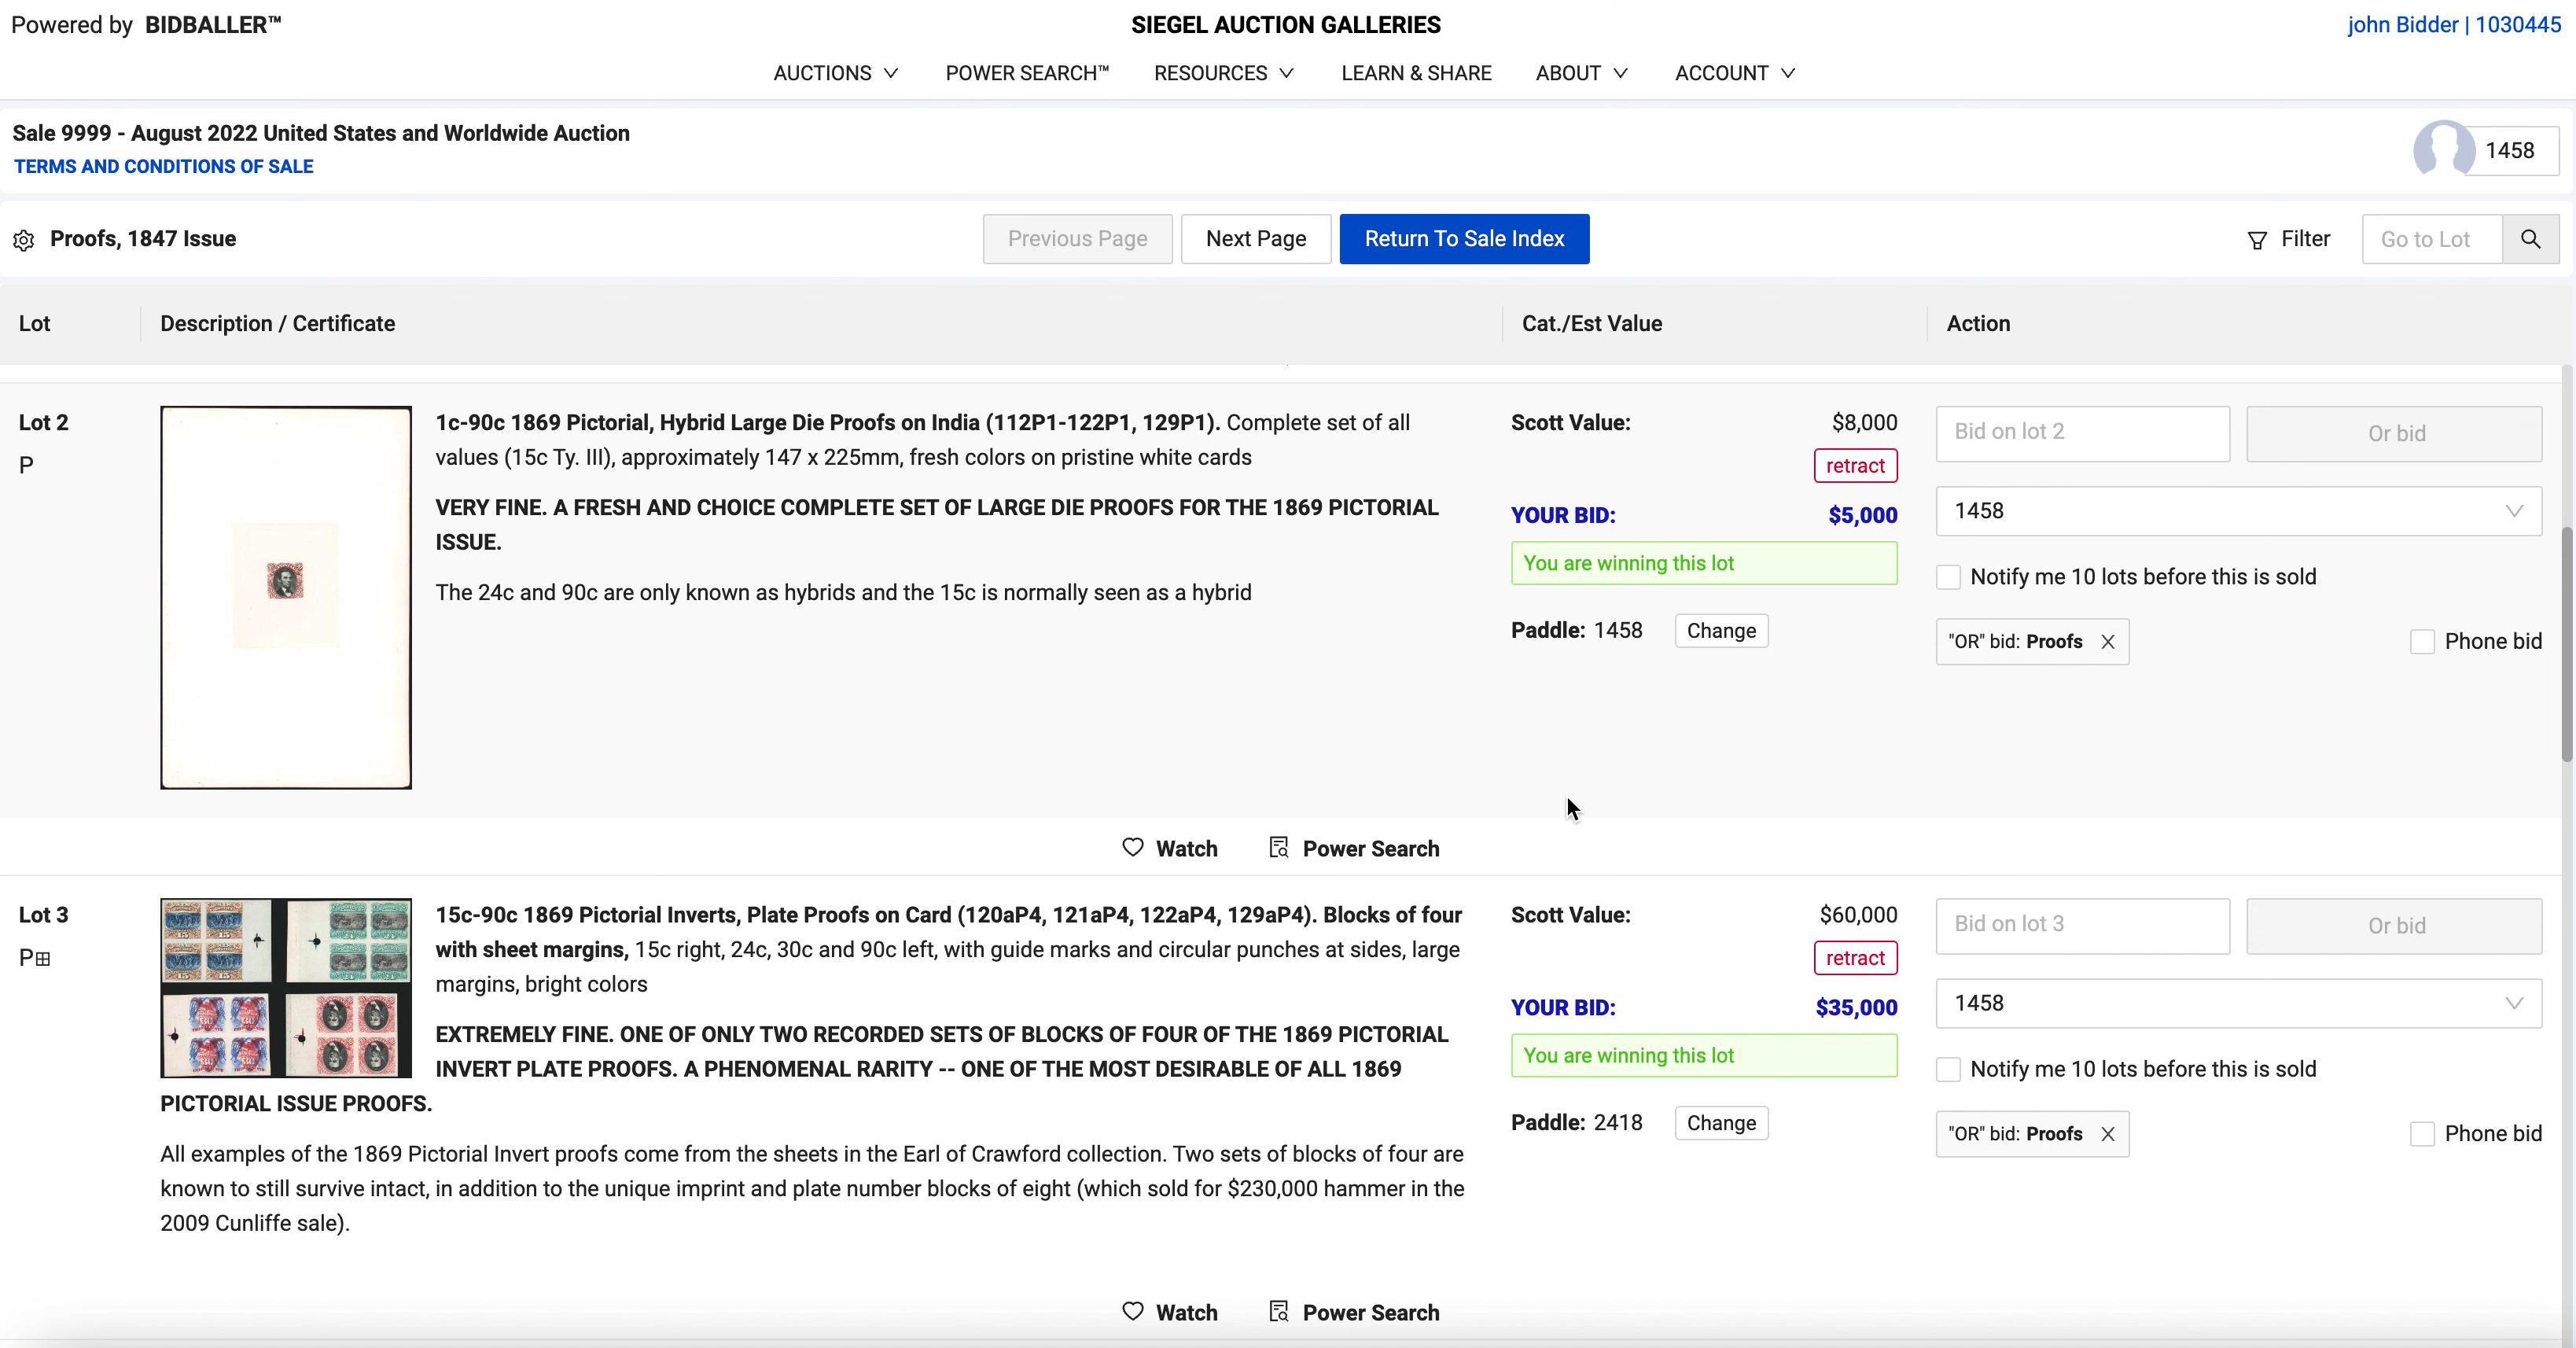 Powered by BIDBALLER™
SIEGEL AUCTION GALLERIES
john Bidder | 1030445
AUCTIONS
POWER SEARCH™
RESOURCES
LEARN & SHARE
ABOUT
ACCOUNT
Sale 9999 - August 2022 United States and Worldwide Auction
TERMS AND CONDITIONS OF SALE
1458
Proofs, 1847 Issue
Previous Page
Next Page
Return To Sale Index
Filter
Go to Lot
Lot
Description / Certificate
Cat./Est Value
Action
Lot 2
P
1c-90c 1869 Pictorial, Hybrid Large Die Proofs on India (112P1-122P1, 129P1). Complete set of all
values (15c Ty. III), approximately 147 x 225mm, fresh colors on pristine white cards
VERY FINE. A FRESH AND CHOICE COMPLETE SET OF LARGE DIE PROOFS FOR THE 1869 PICTORIAL
ISSUE.
The 24c and 90c are only known as hybrids and the 15c is normally seen as a hybrid
Scott Value: $8,000
retract
YOUR BID: $5,000
You are winning this lot
Paddle: 1458 Change
Bid on lot 2
Or bid
1458
Notify me 10 lots before this is sold
"OR" bid: Proofs X
Phone bid
Watch
Power Search
Lot 3
P⊞
15c-90c 1869 Pictorial Inverts, Plate Proofs on Card (120aP4, 121aP4, 122aP4, 129aP4). Blocks of four
with sheet margins, 15c right, 24c, 30c and 90c left, with guide marks and circular punches at sides, large
margins, bright colors
EXTREMELY FINE. ONE OF ONLY TWO RECORDED SETS OF BLOCKS OF FOUR OF THE 1869 PICTORIAL
INVERT PLATE PROOFS. A PHENOMENAL RARITY -- ONE OF THE MOST DESIRABLE OF ALL 1869
PICTORIAL ISSUE PROOFS.
All examples of the 1869 Pictorial Invert proofs come from the sheets in the Earl of Crawford collection. Two sets of blocks of four are
known to still survive intact, in addition to the unique imprint and plate number blocks of eight (which sold for $230,000 hammer in the
2009 Cunliffe sale).
Scott Value: $60,000
retract
YOUR BID: $35,000
You are winning this lot
Paddle: 2418 Change
Bid on lot 3
Or bid
1458
Notify me 10 lots before this is sold
"OR" bid: Proofs X
Phone bid
Watch
Power Search